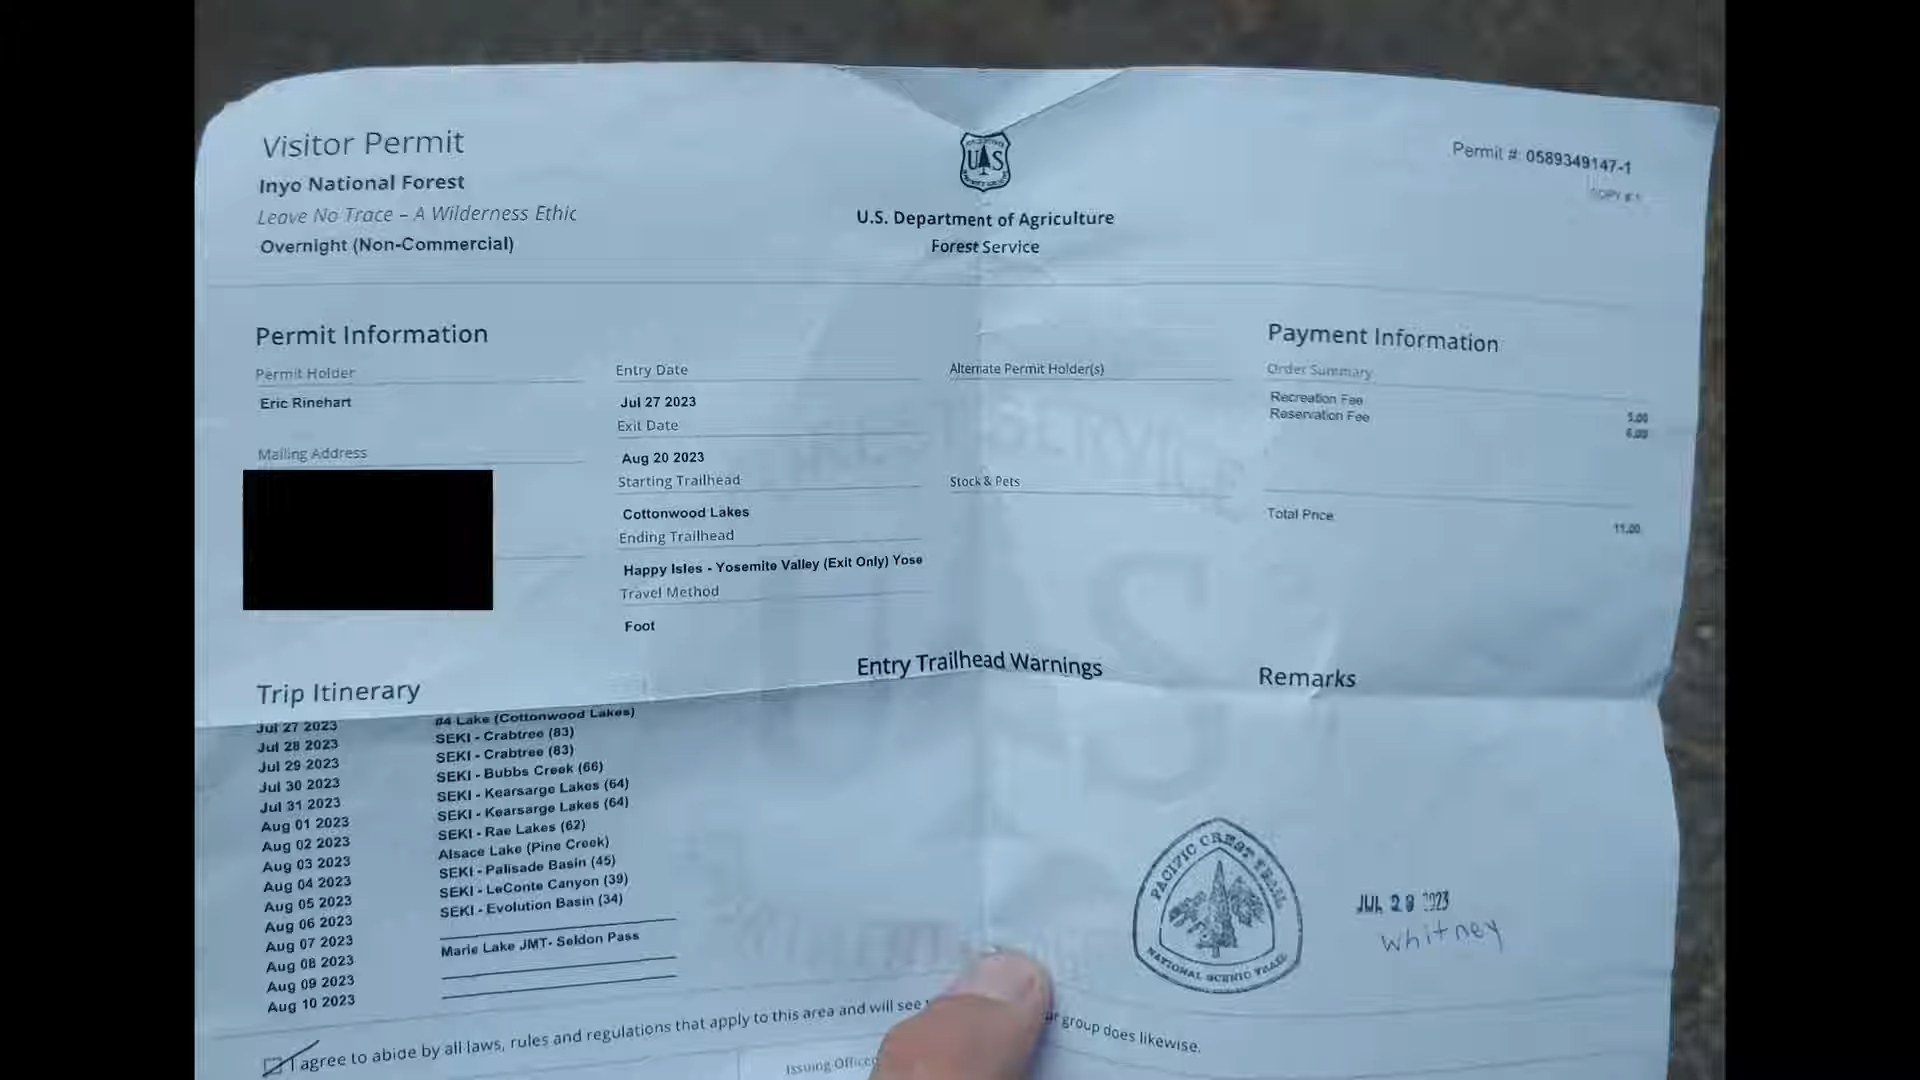 Visitor Permit
Inyo National Forest
Leave No Trace – A Wilderness Ethic
Overnight (Non-Commercial)
US
U.S. Department of Agriculture
Forest Service
Permit #: 0589349147-1
COPY #:1
Permit Information
Permit Holder
Eric Rinehart
Mailing Address
Entry Date
Jul 27 2023
Exit Date
Aug 20 2023
Starting Trailhead
Cottonwood Lakes
Ending Trailhead
Happy Isles - Yosemite Valley (Exit Only) Yose
Travel Method
Foot
Alternate Permit Holder(s)
Stock & Pets
Payment Information
Order Summary
Recreation Fee 5.00
Reservation Fee 6.00
Total Price 11.00
Trip Itinerary
Jul 27 2023 #4 Lake (Cottonwood Lakes)
Jul 28 2023 SEKI - Crabtree (83)
Jul 29 2023 SEKI - Crabtree (83)
Jul 30 2023 SEKI - Bubbs Creek (66)
Jul 31 2023 SEKI - Kearsarge Lakes (64)
Aug 01 2023 SEKI - Kearsarge Lakes (64)
Aug 02 2023 SEKI - Rae Lakes (62)
Aug 03 2023 Alsace Lake (Pine Creek)
Aug 04 2023 SEKI - Palisade Basin (45)
Aug 05 2023 SEKI - LeConte Canyon (39)
Aug 06 2023 SEKI - Evolution Basin (34)
Aug 07 2023
Aug 08 2023 Marie Lake JMT- Seldon Pass
Aug 09 2023
Aug 10 2023
Entry Trailhead Warnings
Remarks
PACIFIC CREST TRAIL
NATIONAL SCENIC TRAIL
JUL 28 2023
Whitney
I agree to abide by all laws, rules and regulations that apply to this area and will see group does likewise.
Issuing Officer